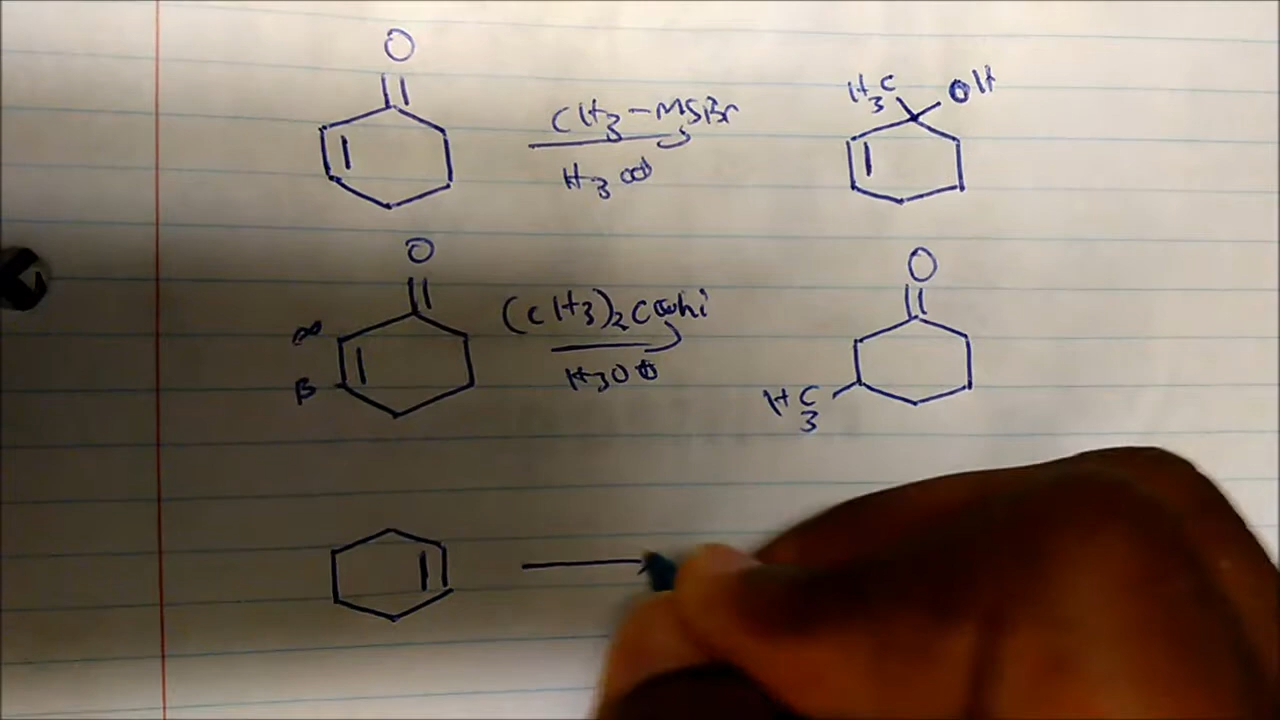 O
CH3-MgBr
H3O⊕
H3C OH
O
(CH3)2CuLi
α
H3O⊕
β
O
H3C